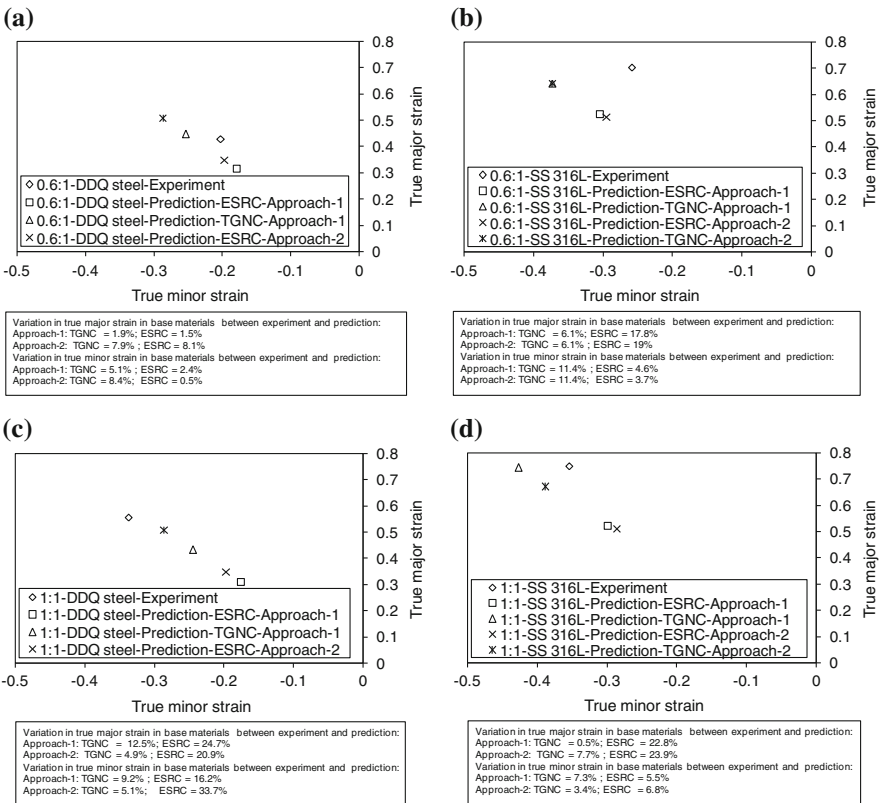 (a)
0.8
0.7
0.6
0.5
0.4
0.3
0.2
0.1
0
True major strain
0.6:1-DDQ steel-Experiment
0.6:1-DDQ steel-Prediction-ESRC-Approach-1
0.6:1-DDQ steel-Prediction-TGNC-Approach-1
0.6:1-DDQ steel-Prediction-ESRC-Approach-2
-0.5 -0.4 -0.3 -0.2 -0.1 0
True minor strain
Variation in true major strain in base materials between experiment and prediction:
Approach-1: TGNC = 1.9%; ESRC = 1.5%
Approach-2: TGNC = 7.9% ; ESRC = 8.1%
Variation in true minor strain in base materials between experiment and prediction:
Approach-1: TGNC = 5.1% ; ESRC = 2.4%
Approach-2: TGNC = 8.4% ; ESRC = 0.5%
(b)
0.8
0.7
0.6
0.5
0.4
0.3
0.2
0.1
0
True major strain
0.6:1-SS 316L-Experiment
0.6:1-SS 316L-Prediction-ESRC-Approach-1
0.6:1-SS 316L-Prediction-TGNC-Approach-1
0.6:1-SS 316L-Prediction-ESRC-Approach-2
0.6:1-SS 316L-Prediction-TGNC-Approach-2
-0.5 -0.4 -0.3 -0.2 -0.1 0
True minor strain
Variation in true major strain in base materials between experiment and prediction:
Approach-1: TGNC = 6.1% ; ESRC = 17.8%
Approach-2: TGNC = 6.1% ; ESRC = 19%
Variation in true minor strain in base materials between experiment and prediction:
Approach-1: TGNC = 11.4% ; ESRC = 4.6%
Approach-2: TGNC = 11.4% ; ESRC = 3.7%
(c)
0.8
0.7
0.6
0.5
0.4
0.3
0.2
0.1
0
True major strain
1:1-DDQ steel-Experiment
1:1-DDQ steel-Prediction-ESRC-Approach-1
1:1-DDQ steel-Prediction-TGNC-Approach-1
1:1-DDQ steel-Prediction-ESRC-Approach-2
-0.5 -0.4 -0.3 -0.2 -0.1 0
True minor strain
Variation in true major strain in base materials between experiment and prediction:
Approach-1: TGNC = 12.5%; ESRC = 24.7%
Approach-2: TGNC = 4.9% ; ESRC = 20.9%
Variation in true minor strain in base materials between experiment and prediction:
Approach-1: TGNC = 9.2% ; ESRC = 16.2%
Approach-2: TGNC = 5.1%; ESRC = 33.7%
(d)
0.8
0.7
0.6
0.5
0.4
0.3
0.2
0.1
0
True major strain
1:1-SS 316L-Experiment
1:1-SS 316L-Prediction-ESRC-Approach-1
1:1-SS 316L-Prediction-TGNC-Approach-1
1:1-SS 316L-Prediction-ESRC-Approach-2
1:1-SS 316L-Prediction-TGNC-Approach-2
-0.5 -0.4 -0.3 -0.2 -0.1 0
True minor strain
Variation in true major strain in base materials between experiment and prediction:
Approach-1: TGNC = 0.5%; ESRC = 22.8%
Approach-2: TGNC = 7.7% ; ESRC = 23.9%
Variation in true minor strain in base materials between experiment and prediction:
Approach-1: TGNC = 7.3% ; ESRC = 5.5%
Approach-2: TGNC = 3.4% ; ESRC = 6.8%